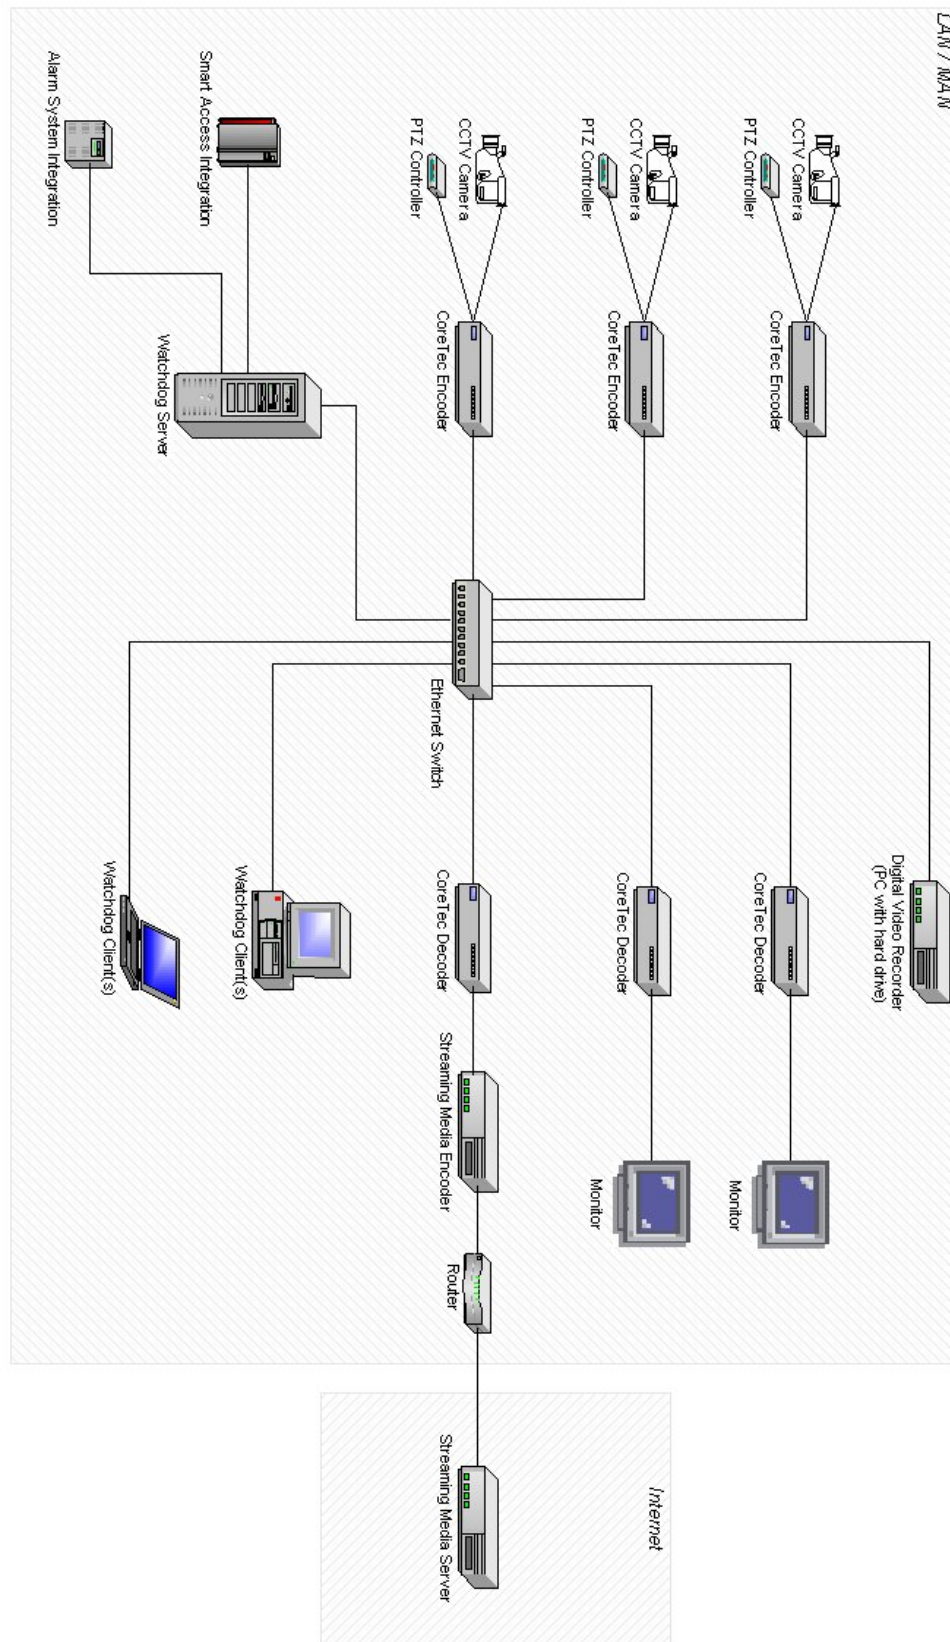 LAN / MAN
CCTV Camera
PTZ Controller
CoreTec Encoder
CCTV Camera
PTZ Controller
CoreTec Encoder
CCTV Camera
PTZ Controller
CoreTec Encoder
Smart Access Integration
Alarm System Integration
Watchdog Server
Ethernet Switch
Digital Video Recorder
(PC with hard drive)
CoreTec Decoder
Monitor
CoreTec Decoder
Monitor
CoreTec Decoder
Streaming Media Encoder
Router
Watchdog Client(s)
Watchdog Client(s)
Internet
Streaming Media Server